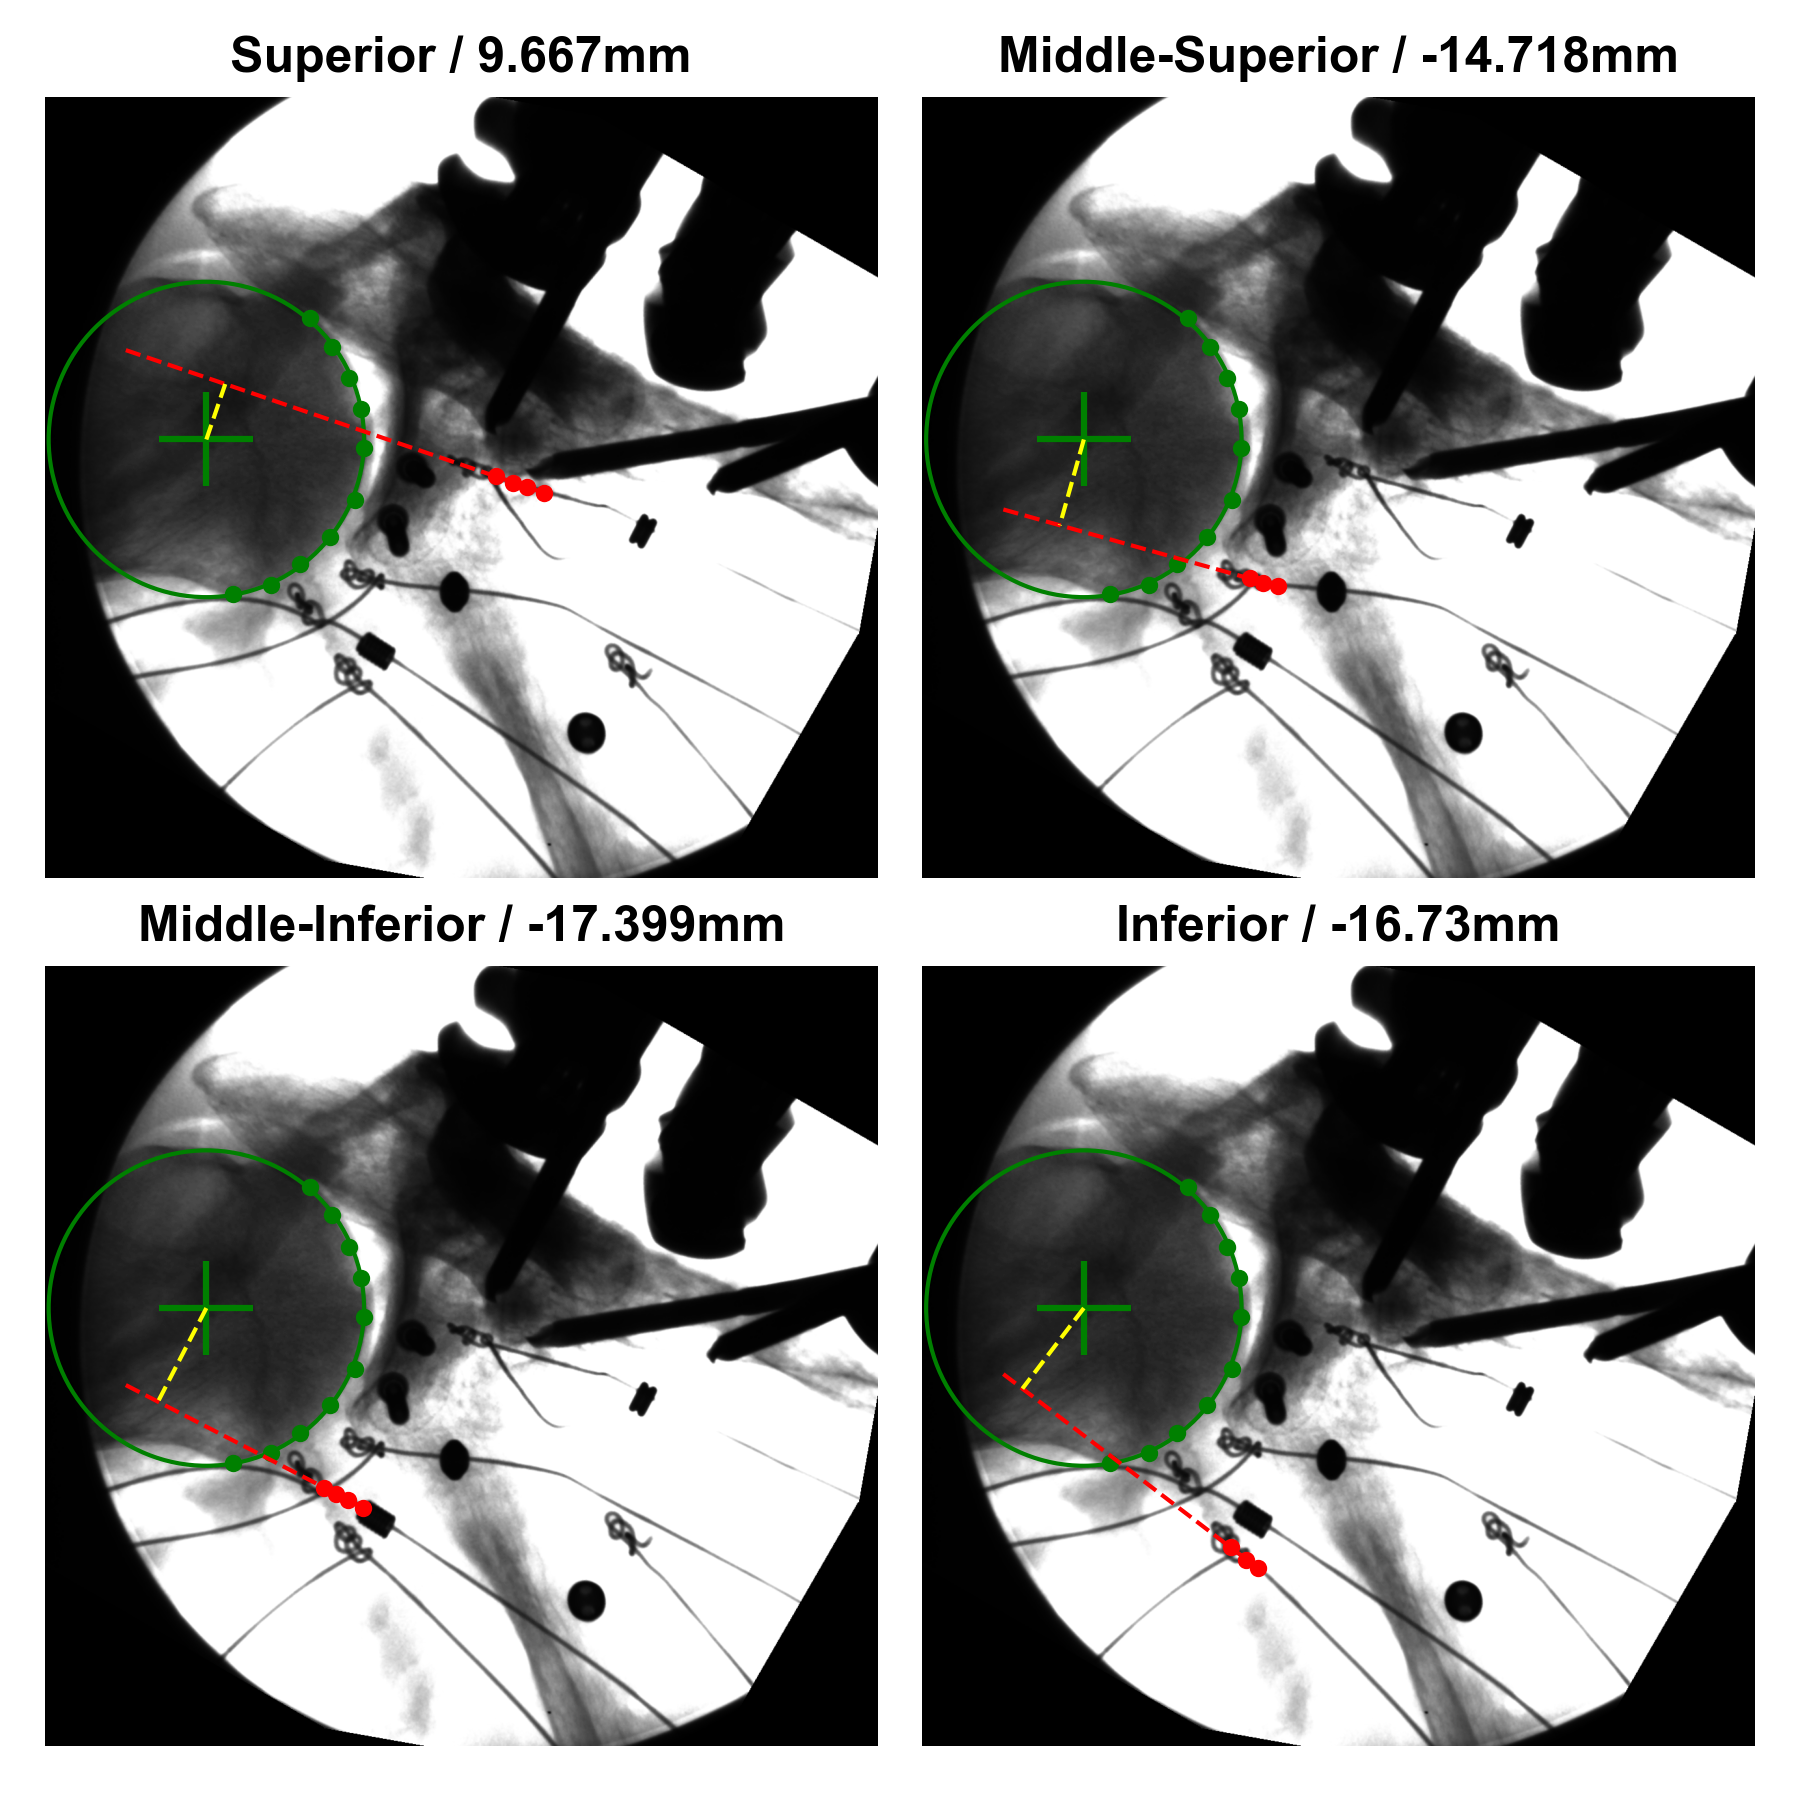 Superior / 9.667mm
Middle-Superior / -14.718mm
Middle-Inferior / -17.399mm
Inferior / -16.73mm